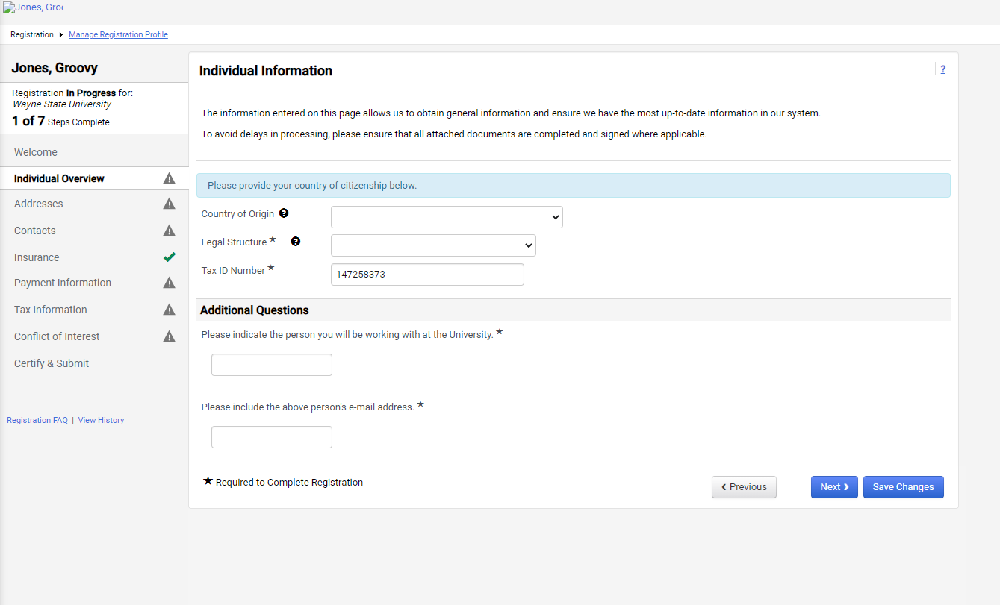 Jones, Groo
Registration Manage Registration Profile
Jones, Groovy
Registration In Progress for:
Wayne State University
1 of 7 Steps Complete
Welcome
Individual Overview
Addresses
Contacts
Insurance
Payment Information
Tax Information
Conflict of Interest
Certify & Submit
Registration FAQ | View History
Individual Information
?
The information entered on this page allows us to obtain general information and ensure we have the most up-to-date information in our system.
To avoid delays in processing, please ensure that all attached documents are completed and signed where applicable.
Please provide your country of citizenship below.
Country of Origin ?
Legal Structure ★ ?
Tax ID Number ★ 147258373
Additional Questions
Please indicate the person you will be working with at the University. ★
Please include the above person's e-mail address. ★
★ Required to Complete Registration
‹ Previous Next › Save Changes